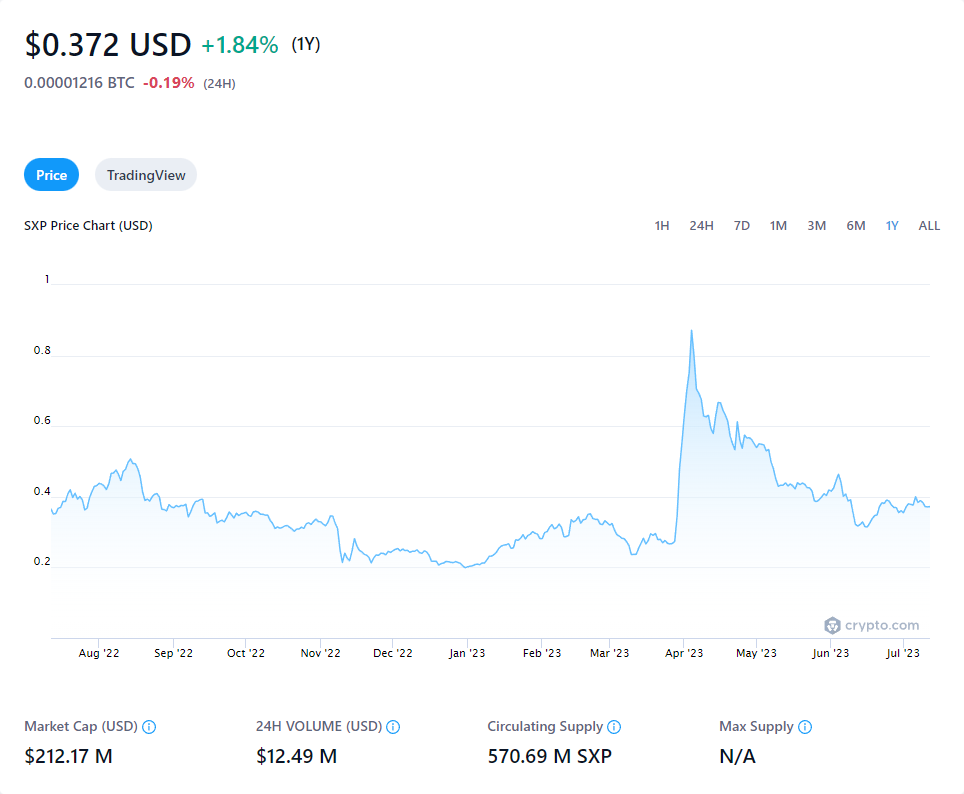 $0.372 USD +1.84% (1Y)
0.00001216 BTC -0.19% (24H)
Price TradingView
SXP Price Chart (USD) 1H 24H 7D 1M 3M 6M 1Y ALL
1
0.8
0.6
0.4
0.2
crypto.com
Aug '22 Sep '22 Oct '22 Nov '22 Dec '22 Jan '23 Feb '23 Mar '23 Apr '23 May '23 Jun '23 Jul '23
Market Cap (USD) 24H VOLUME (USD) Circulating Supply Max Supply
$212.17 M $12.49 M 570.69 M SXP N/A